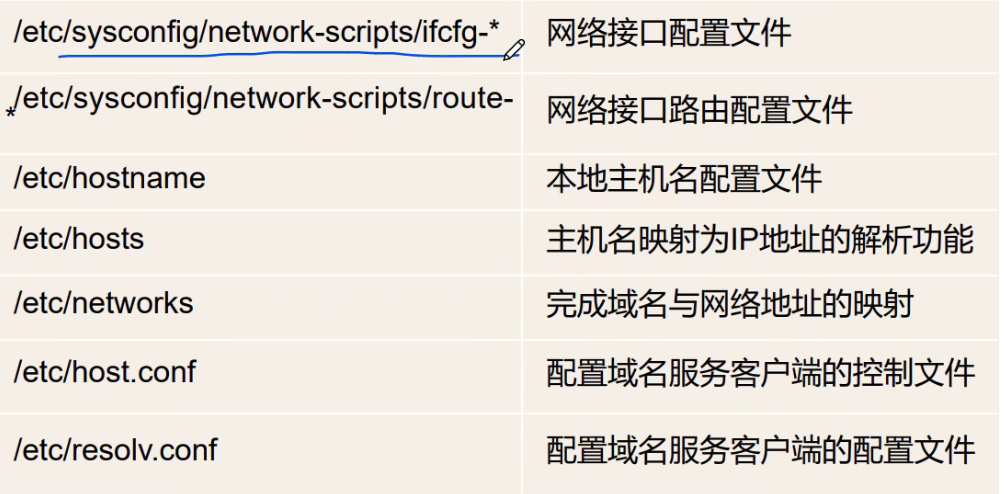 /etc/sysconfig/network-scripts/ifcfg-* 网络接口配置文件
/etc/sysconfig/network-scripts/route-
* 网络接口路由配置文件
/etc/hostname 本地主机名配置文件
/etc/hosts 主机名映射为IP地址的解析功能
/etc/networks 完成域名与网络地址的映射
/etc/host.conf 配置域名服务客户端的控制文件
/etc/resolv.conf 配置域名服务客户端的配置文件